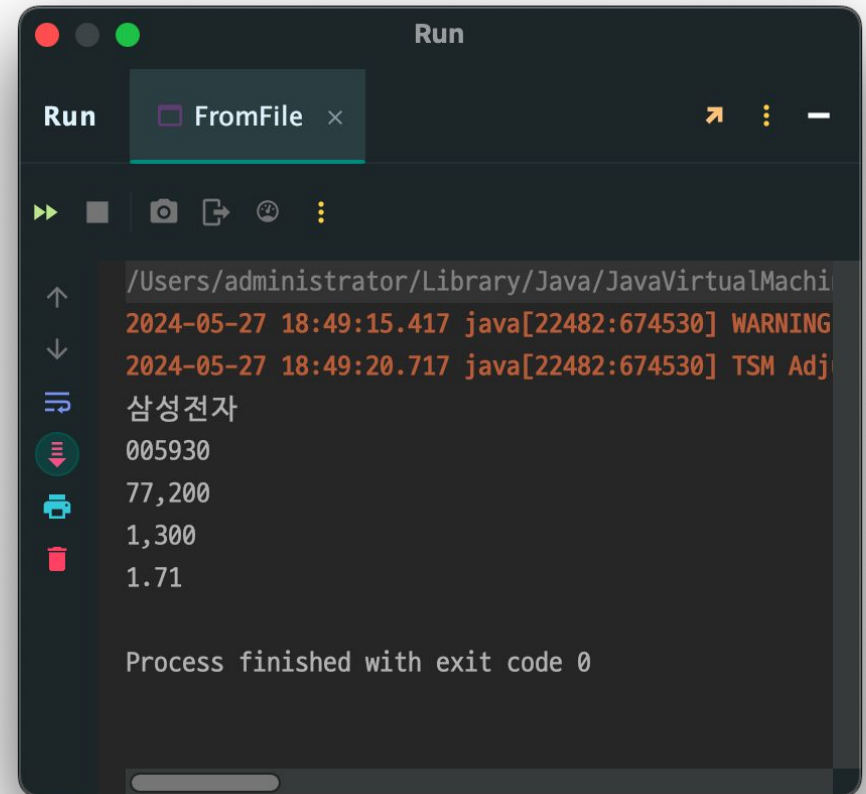 Run
Run FromFile
/Users/administrator/Library/Java/JavaVirtualMachi
2024-05-27 18:49:15.417 java[22482:674530] WARNING
2024-05-27 18:49:20.717 java[22482:674530] TSM Adj
삼성전자
005930
77,200
1,300
1.71
Process finished with exit code 0